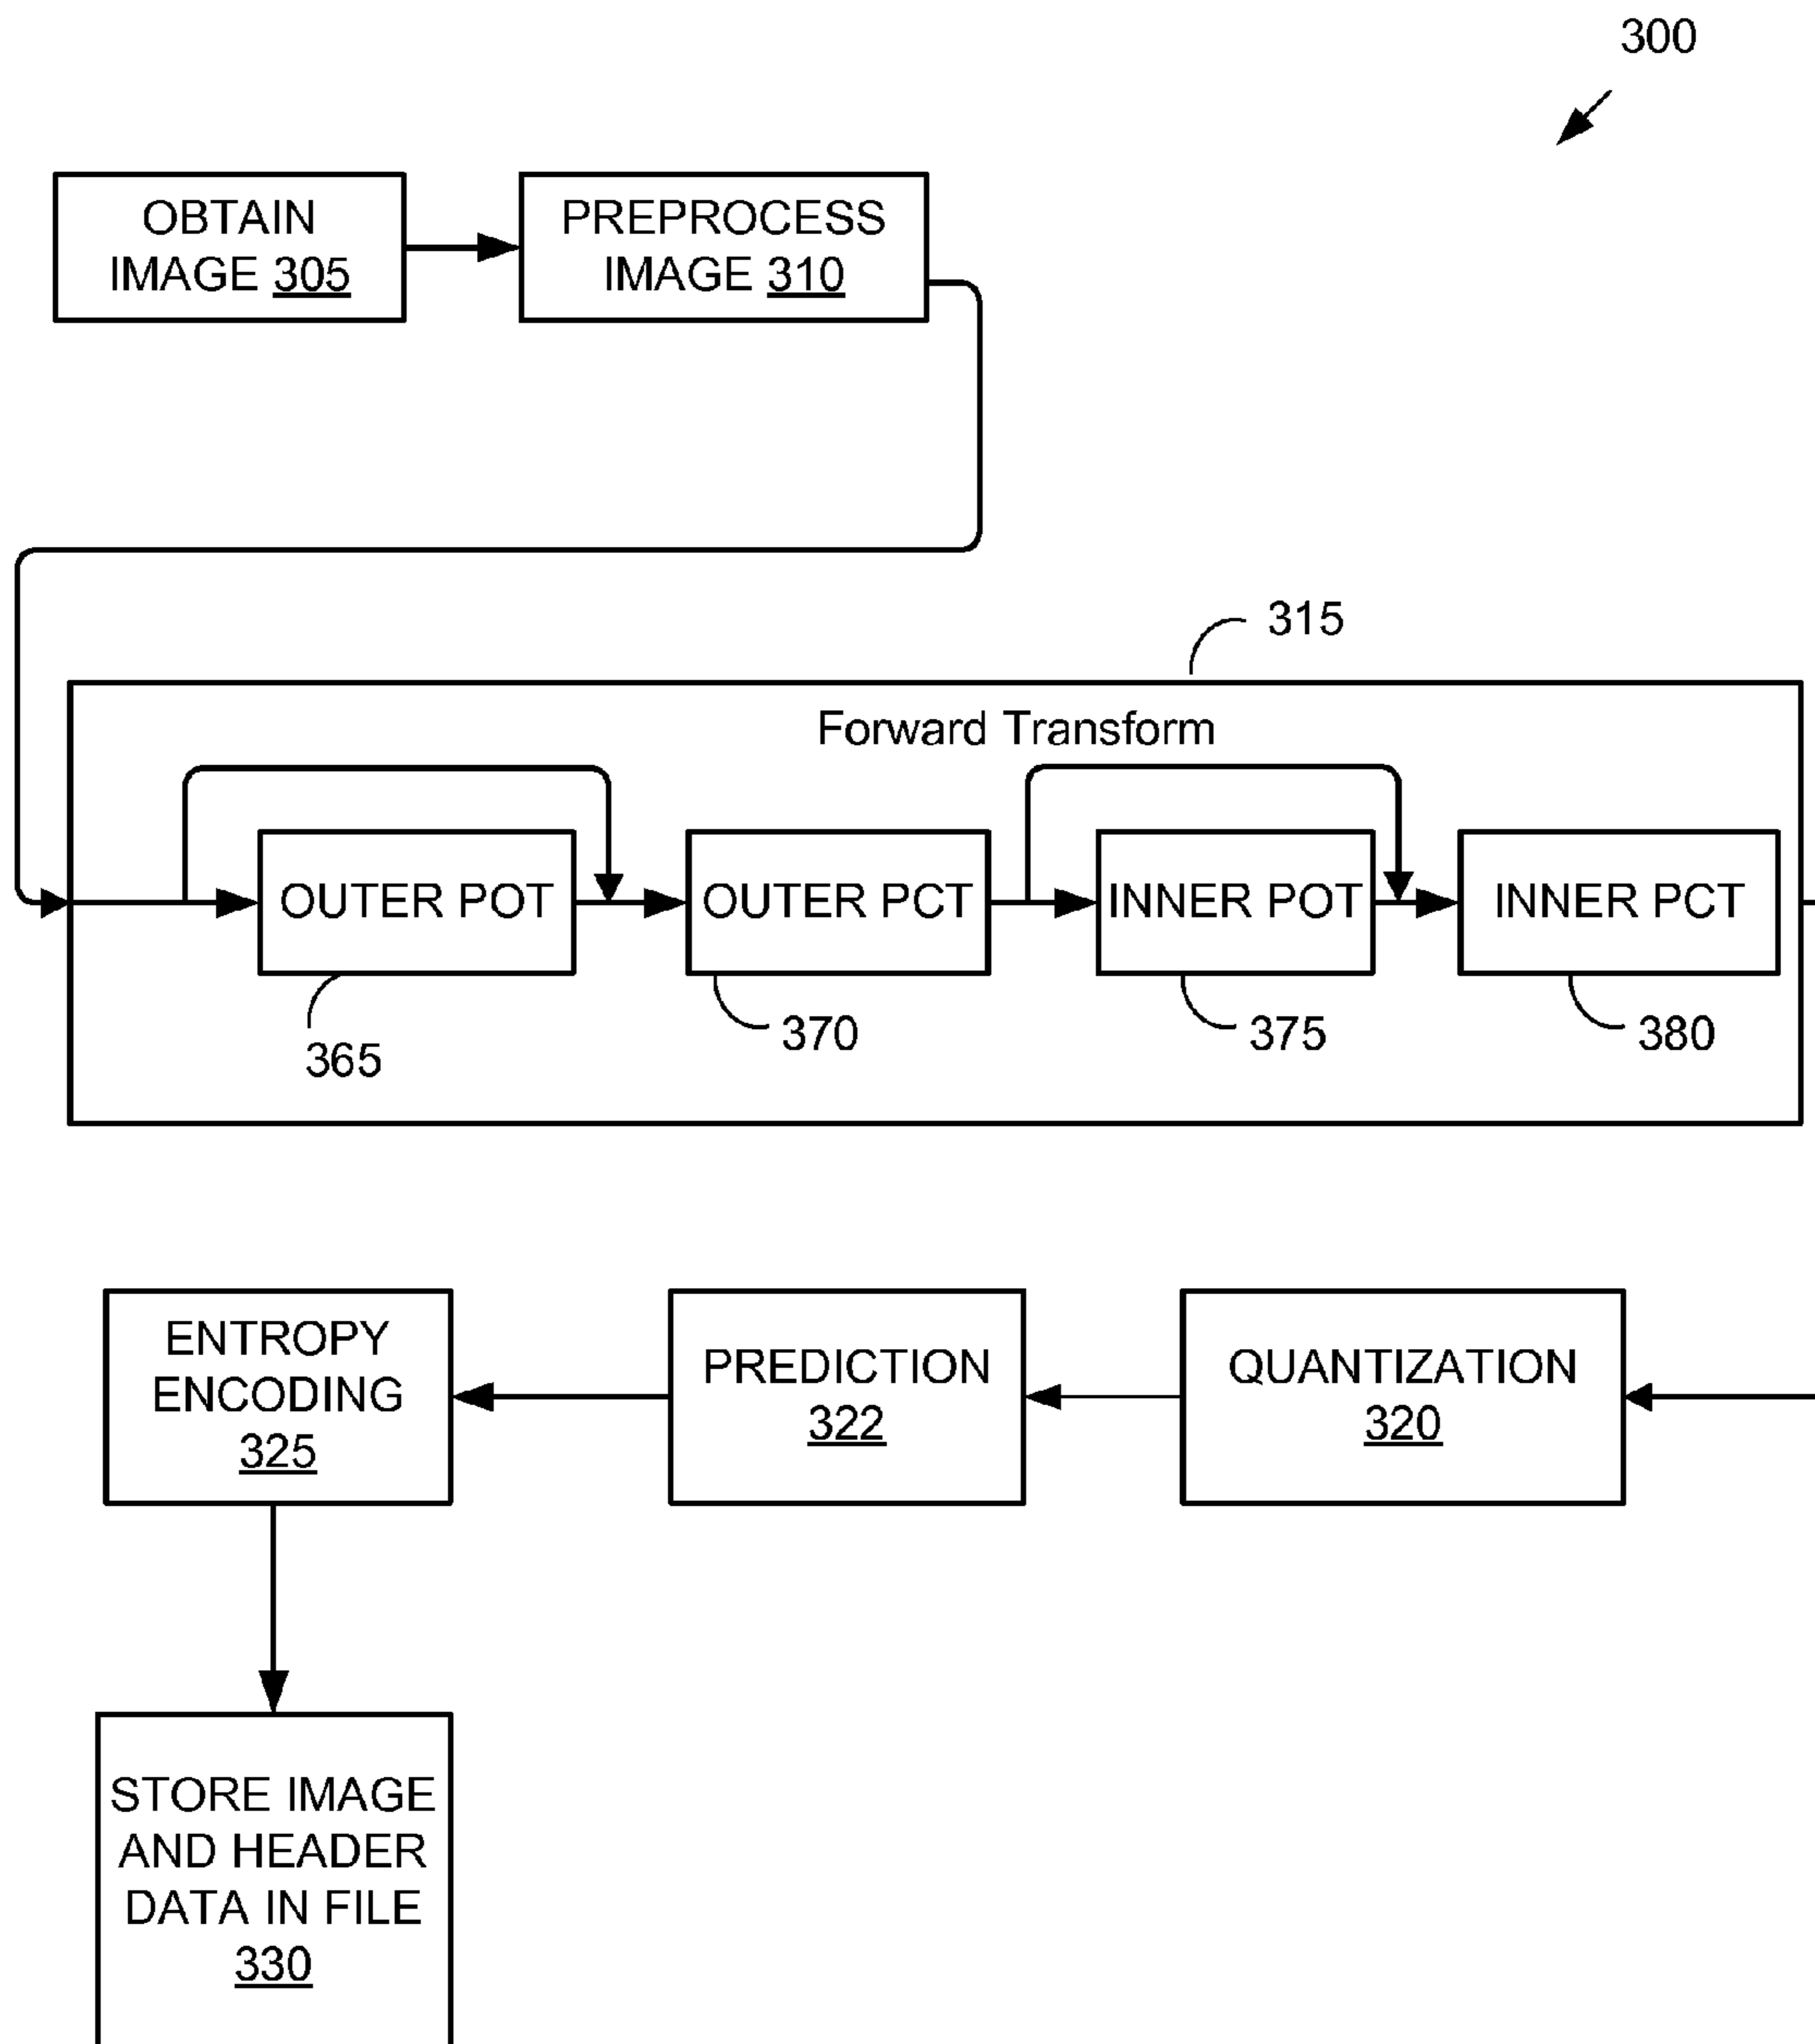 300
OBTAIN
IMAGE 305
PREPROCESS
IMAGE 310
315
Forward Transform
OUTER POT
OUTER PCT
INNER POT
INNER PCT
365
370
375
380
ENTROPY
ENCODING
325
PREDICTION
322
QUANTIZATION
320
STORE IMAGE
AND HEADER
DATA IN FILE
330